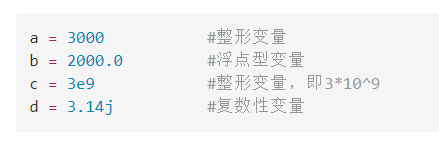 a = 3000 #整形变量
b = 2000.0 #浮点型变量
c = 3e9 #整形变量，即3*10^9
d = 3.14j #复数性变量